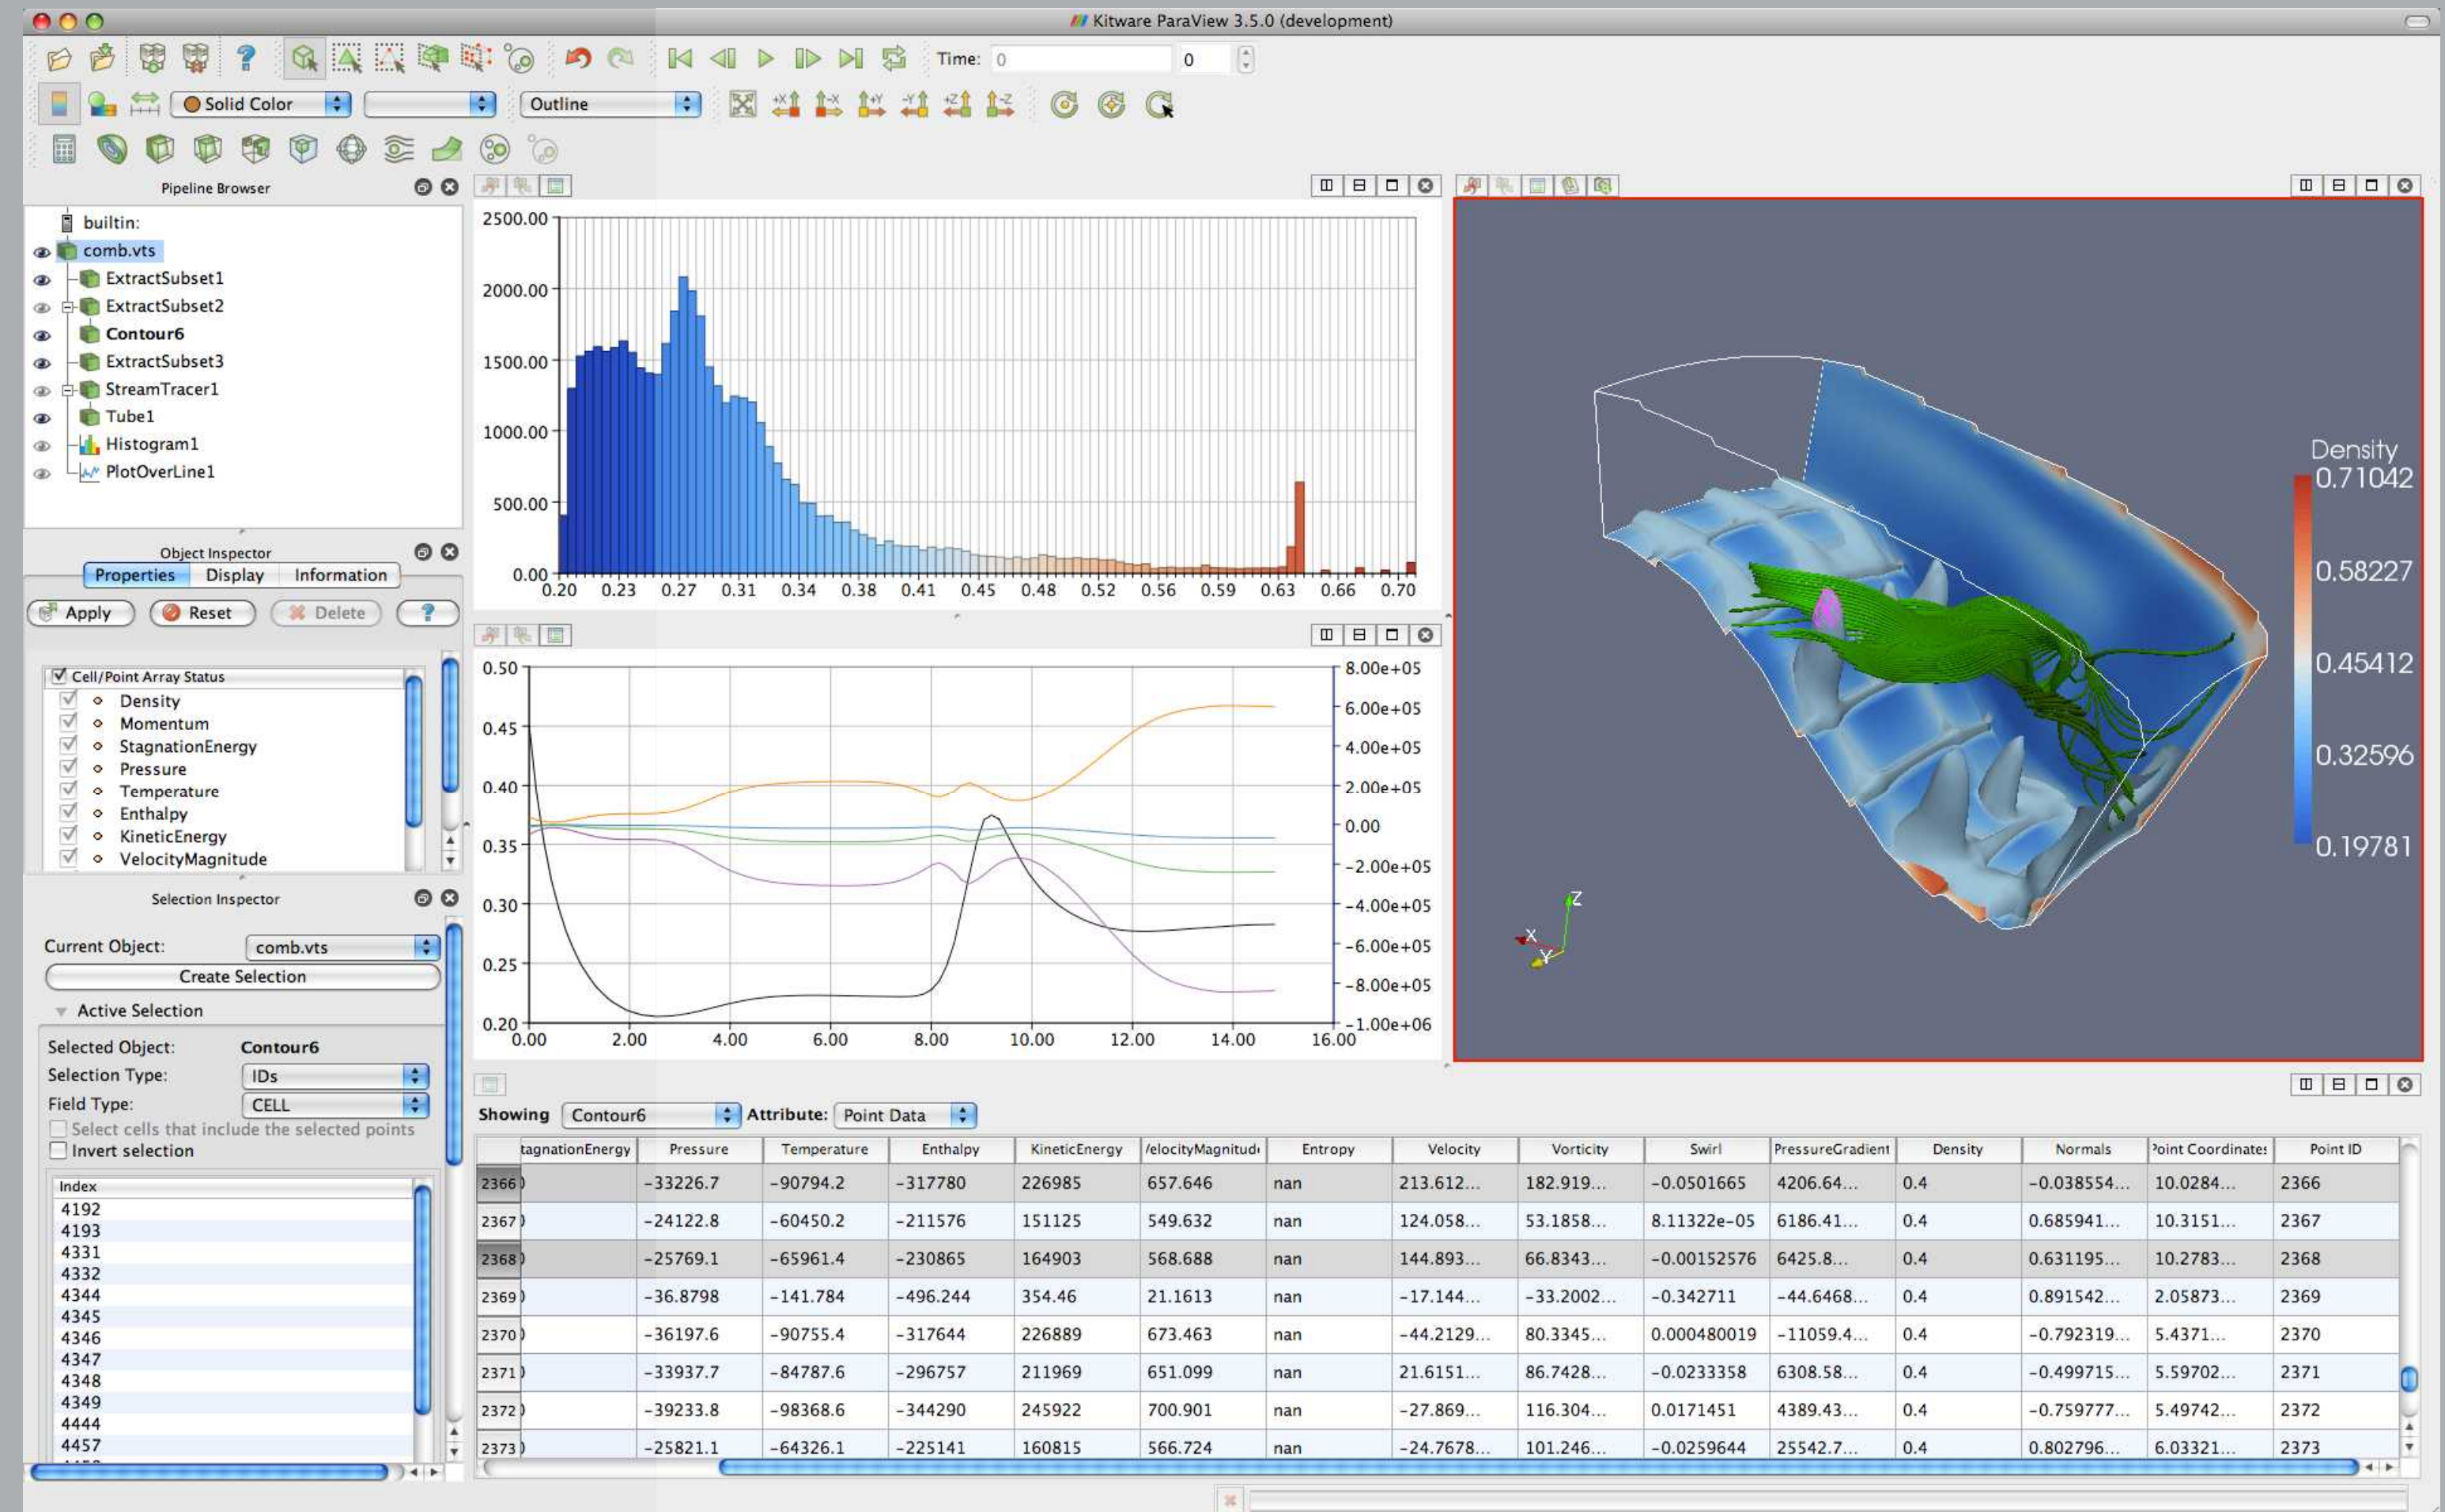 Kitware ParaView 3.5.0 (development)
Time: 0 0
Solid Color Outline +X -X +Y -Y +Z -Z
Pipeline Browser
builtin:
comb.vts
ExtractSubset1
ExtractSubset2
Contour6
ExtractSubset3
StreamTracer1
Tube1
Histogram1
PlotOverLine1
Object Inspector
Properties Display Information
Apply Reset Delete ?
Cell/Point Array Status
Density
Momentum
StagnationEnergy
Pressure
Temperature
Enthalpy
KineticEnergy
VelocityMagnitude
Selection Inspector
Current Object: comb.vts
Create Selection
Active Selection
Selected Object: Contour6
Selection Type: IDs
Field Type: CELL
Select cells that include the selected points
Invert selection
Index
4192
4193
4331
4332
4344
4345
4346
4347
4348
4349
4444
4457
2500.00
2000.00
1500.00
1000.00
500.00
0.00
0.20 0.23 0.27 0.31 0.34 0.38 0.41 0.45 0.48 0.52 0.56 0.59 0.63 0.66 0.70
0.50 8.00e+05
6.00e+05
0.45
4.00e+05
0.40 2.00e+05
0.00
0.35
-2.00e+05
0.30 -4.00e+05
-6.00e+05
0.25
-8.00e+05
0.20 -1.00e+06
0.00 2.00 4.00 6.00 8.00 10.00 12.00 14.00 16.00
Density
0.71042
0.58227
0.45412
0.32596
0.19781
Z
X
Y
Showing Contour6 Attribute: Point Data
tagnationEnergy Pressure Temperature Enthalpy KineticEnergy VelocityMagnitud Entropy Velocity Vorticity Swirl PressureGradient Density Normals Point Coordinates Point ID
2366 -33226.7 -90794.2 -317780 226985 657.646 nan 213.612... 182.919... -0.0501665 4206.64... 0.4 -0.038554... 10.0284... 2366
2367 -24122.8 -60450.2 -211576 151125 549.632 nan 124.058... 53.1858... 8.11322e-05 6186.41... 0.4 0.685941... 10.3151... 2367
2368 -25769.1 -65961.4 -230865 164903 568.688 nan 144.893... 66.8343... -0.00152576 6425.8... 0.4 0.631195... 10.2783... 2368
2369 -36.8798 -141.784 -496.244 354.46 21.1613 nan -17.144... -33.2002... -0.342711 -44.6468... 0.4 0.891542... 2.05873... 2369
2370 -36197.6 -90755.4 -317644 226889 673.463 nan -44.2129... 80.3345... 0.000480019 -11059.4... 0.4 -0.792319... 5.4371... 2370
2371 -33937.7 -84787.6 -296757 211969 651.099 nan 21.6151... 86.7428... -0.0233358 6308.58... 0.4 -0.499715... 5.59702... 2371
2372 -39233.8 -98368.6 -344290 245922 700.901 nan -27.869... 116.304... 0.0171451 4389.43... 0.4 -0.759777... 5.49742... 2372
2373 -25821.1 -64326.1 -225141 160815 566.724 nan -24.7678... 101.246... -0.0259644 25542.7... 0.4 0.802796... 6.03321... 2373